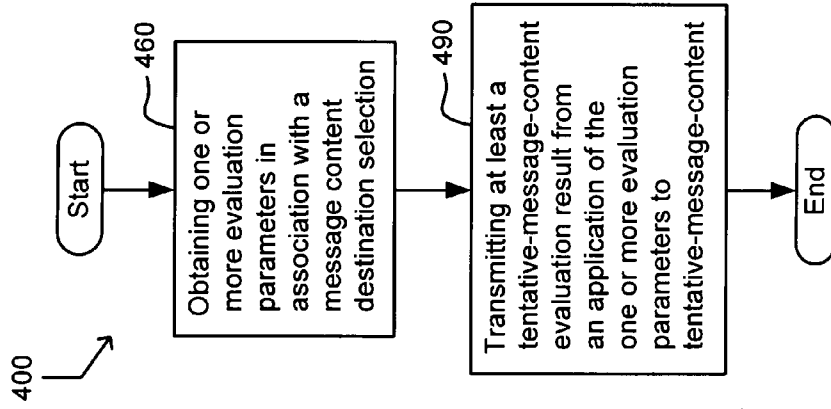 400
Start
460
Obtaining one or
more evaluation
parameters in
association with a
message content
destination selection
490
Transmitting at least a
tentative-message-content
evaluation result from
an application of the
one or more evaluation
parameters to
tentative-message-content
End